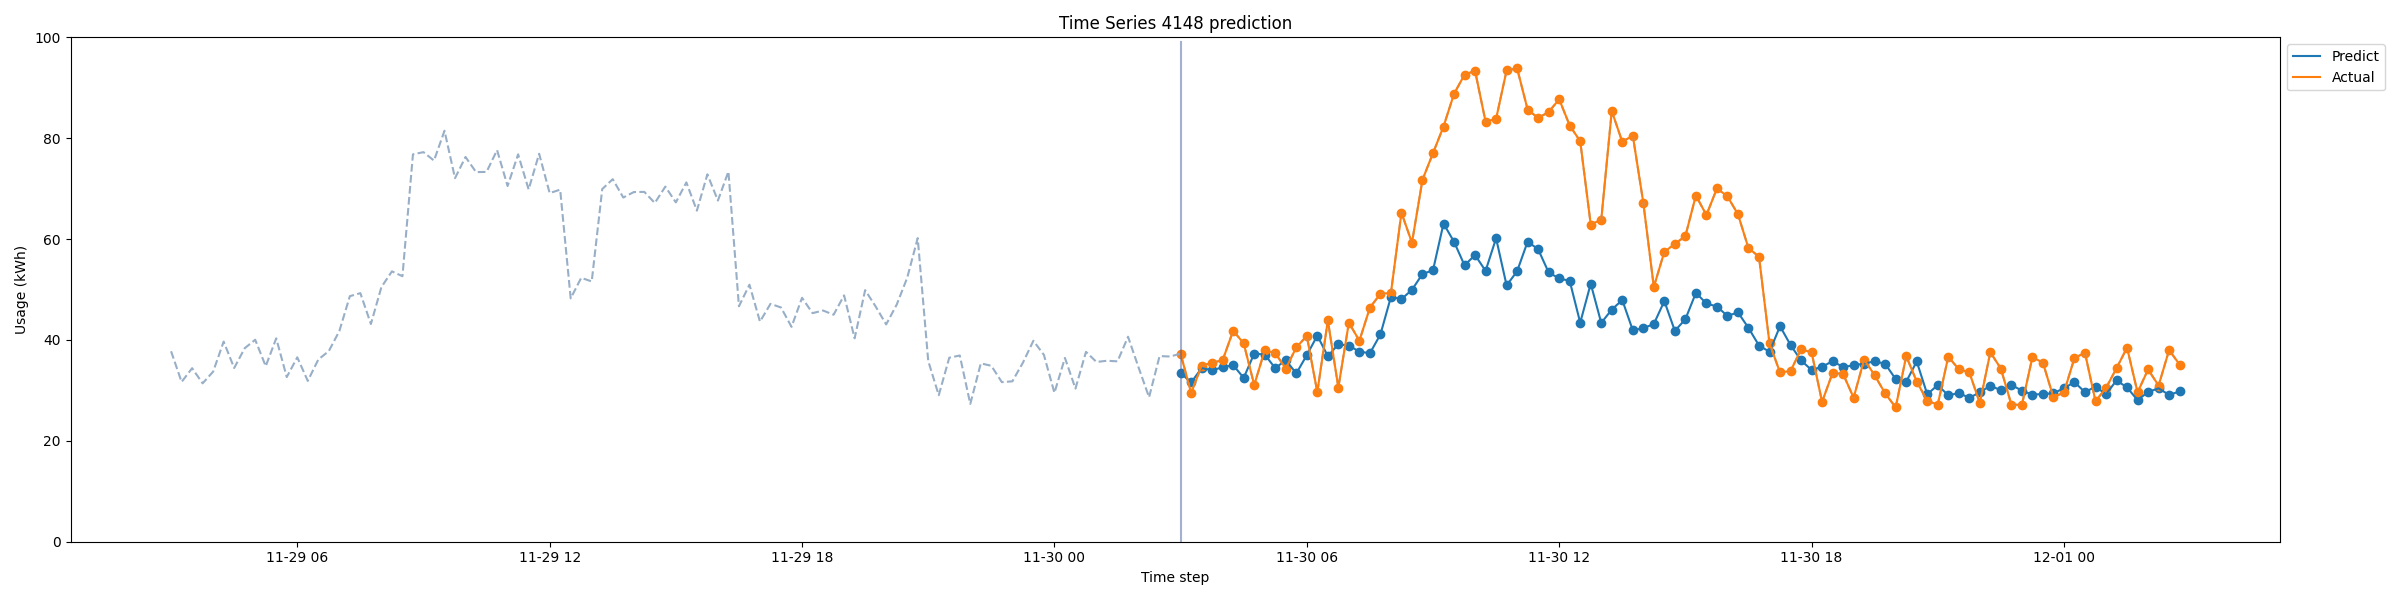 Time Series 4148 prediction
100
80
60
40
20
0
Usage (kWh)
Predict
Actual
11-29 06
11-29 12
11-29 18
11-30 00
11-30 06
11-30 12
11-30 18
12-01 00
Time step